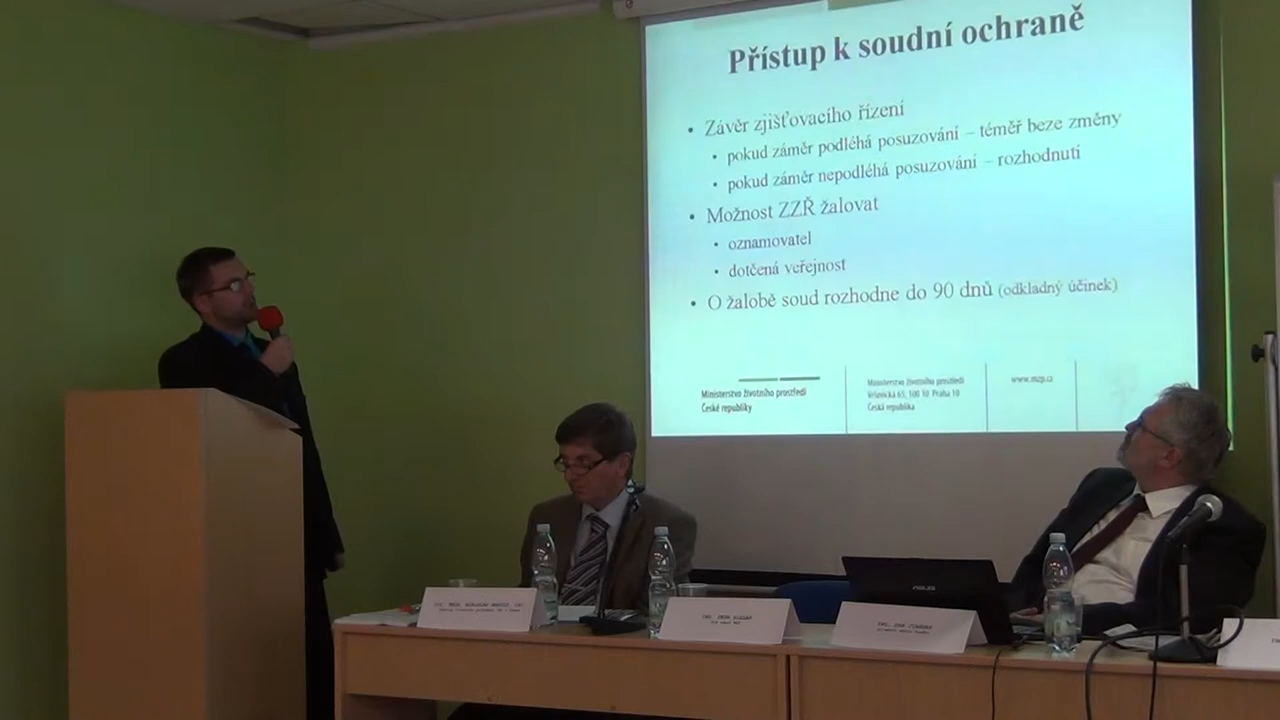 Přístup k soudní ochraně
• Závěr zjišťovacího řízení
• pokud záměr podléhá posuzování – téměř beze změny
• pokud záměr nepodléhá posuzování – rozhodnutí
• Možnost ZZŘ žalovat
• oznamovatel
• dotčená veřejnost
• O žalobě soud rozhodne do 90 dnů (odkladný účinek)
Ministerstvo životního prostředí
České republiky
Ministerstvo životního prostředí
Vršovická 65, 100 10 Praha 10
Česká republika
www.mzp.cz
ASUS